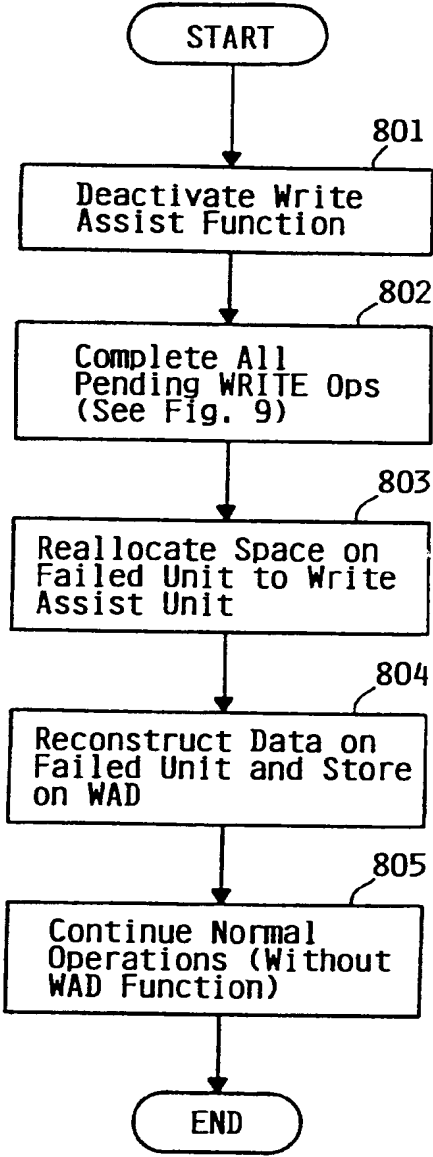 START
801
Deactivate Write
Assist Function
802
Complete All
Pending WRITE Ops
(See Fig. 9)
803
Reallocate Space on
Failed Unit to Write
Assist Unit
804
Reconstruct Data on
Failed Unit and Store
on WAD
805
Continue Normal
Operations (Without
WAD Function)
END